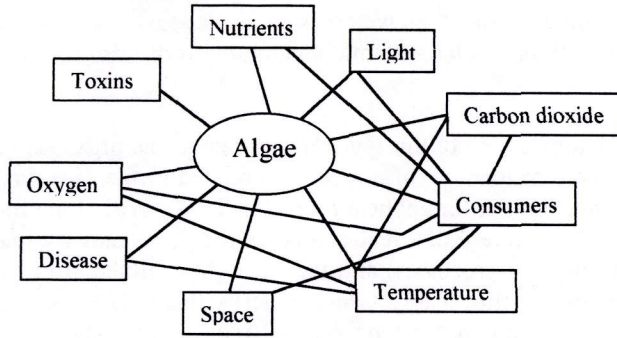 Nutrients
Light
Toxins
Carbon dioxide
Algae
Oxygen
Consumers
Disease
Temperature
Space